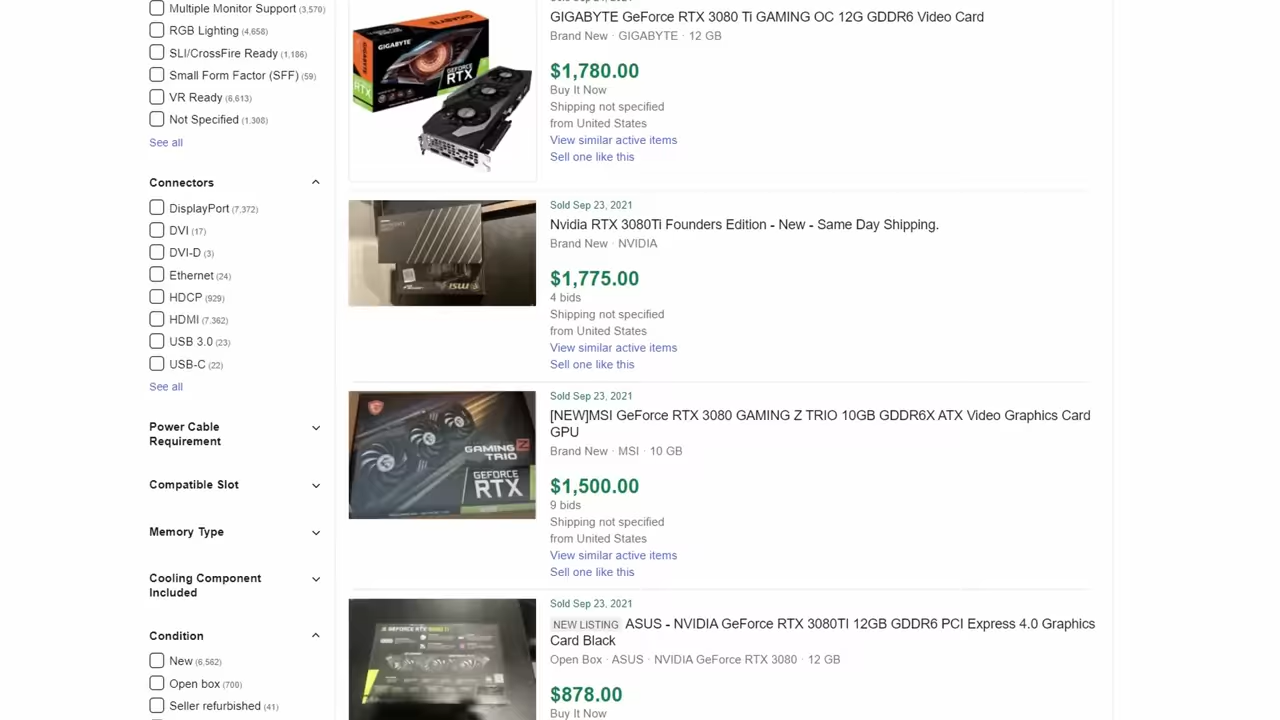 Multiple Monitor Support (3,570)
RGB Lighting (4,658)
SLI/CrossFire Ready (1,186)
Small Form Factor (SFF) (59)
VR Ready (6,613)
Not Specified (1,308)
See all
Connectors
DisplayPort (7,372)
DVI (17)
DVI-D (3)
Ethernet (24)
HDCP (929)
HDMI (7,362)
USB 3.0 (23)
USB-C (22)
See all
Power Cable
Requirement
Compatible Slot
Memory Type
Cooling Component
Included
Condition
New (6,562)
Open box (700)
Seller refurbished (41)
GIGABYTE
GEFORCE
RTX
GIGABYTE GeForce RTX 3080 Ti GAMING OC 12G GDDR6 Video Card
Brand New · GIGABYTE · 12 GB
$1,780.00
Buy It Now
Shipping not specified
from United States
View similar active items
Sell one like this
Sold Sep 23, 2021
Nvidia RTX 3080Ti Founders Edition - New - Same Day Shipping.
Brand New · NVIDIA
$1,775.00
4 bids
Shipping not specified
from United States
View similar active items
Sell one like this
GAMING Z
TRIO
GEFORCE
RTX
Sold Sep 23, 2021
[NEW]MSI GeForce RTX 3080 GAMING Z TRIO 10GB GDDR6X ATX Video Graphics Card
GPU
Brand New · MSI · 10 GB
$1,500.00
9 bids
Shipping not specified
from United States
View similar active items
Sell one like this
Sold Sep 23, 2021
NEW LISTING ASUS - NVIDIA GeForce RTX 3080TI 12GB GDDR6 PCI Express 4.0 Graphics
Card Black
Open Box · ASUS · NVIDIA GeForce RTX 3080 · 12 GB
$878.00
Buy It Now